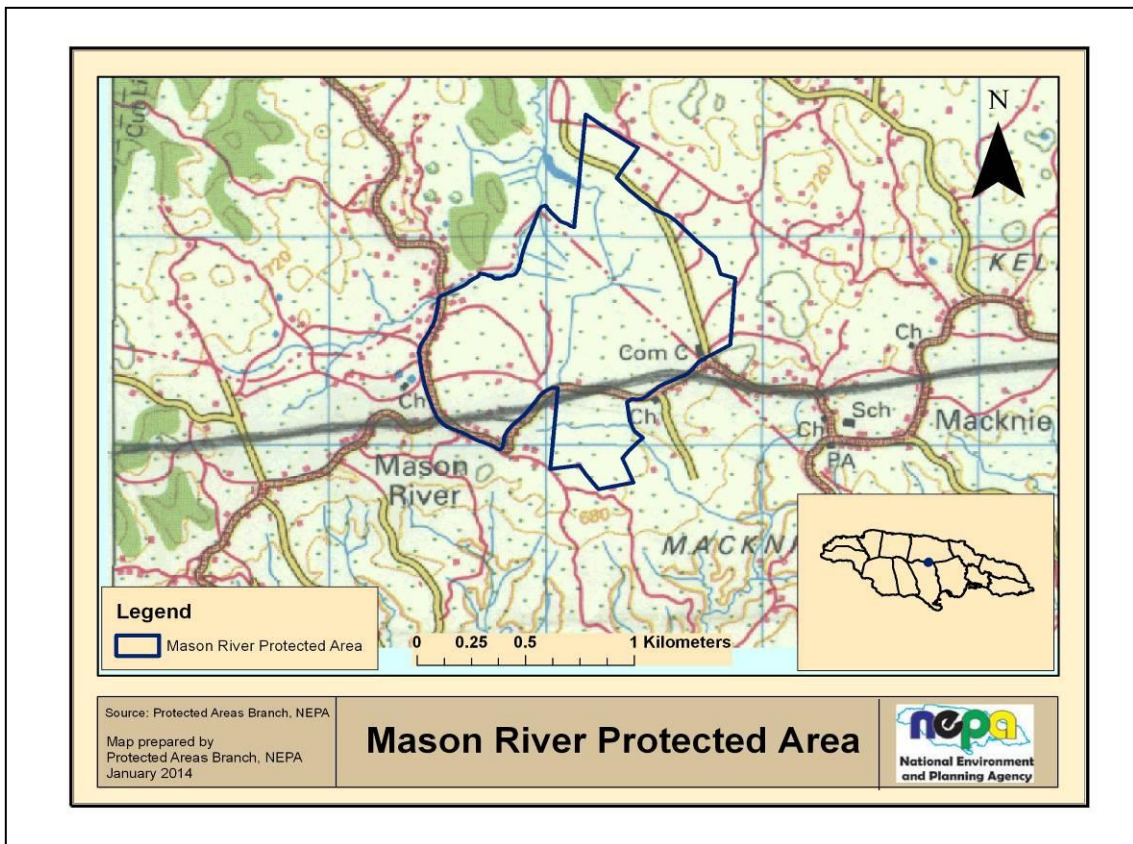 N
720
720
KEL
Com C
Ch
Ch
Ch
Sch
Ch
Macknie
PA
Mason
River
680
MACKN
Legend
Mason River Protected Area
0 0.25 0.5 1 Kilometers
Source: Protected Areas Branch, NEPA
Map prepared by
Protected Areas Branch, NEPA
January 2014
Mason River Protected Area
nepa
National Environment
and Planning Agency